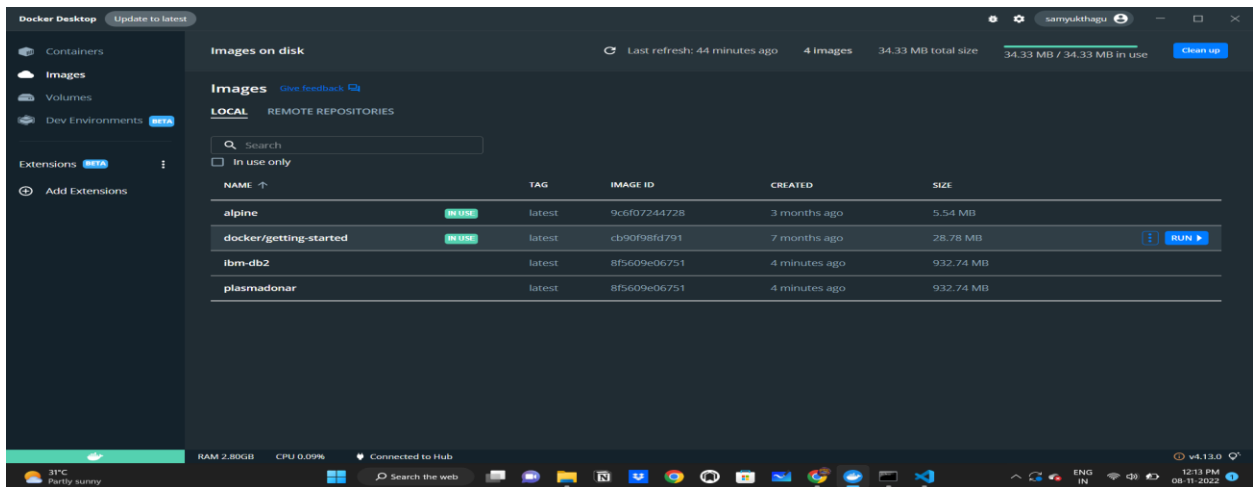 Docker Desktop Update to latest samyukthagu
Containers
Images
Volumes
Dev Environments BETA
Extensions BETA
Add Extensions
Images on disk Last refresh: 44 minutes ago 4 images 34.33 MB total size 34.33 MB / 34.33 MB in use Clean up
Images Give feedback
LOCAL REMOTE REPOSITORIES
Search
In use only
NAME TAG IMAGE ID CREATED SIZE
alpine IN USE latest 9c6f07244728 3 months ago 5.54 MB
docker/getting-started IN USE latest cb90f98fd791 7 months ago 28.78 MB RUN
ibm-db2 latest 8f5609e06751 4 minutes ago 932.74 MB
plasmadonar latest 8f5609e06751 4 minutes ago 932.74 MB
RAM 2.80GB CPU 0.09% Connected to Hub v4.13.0
31°C
Partly sunny
Search the web
ENG
IN
12:13 PM
08-11-2022
1